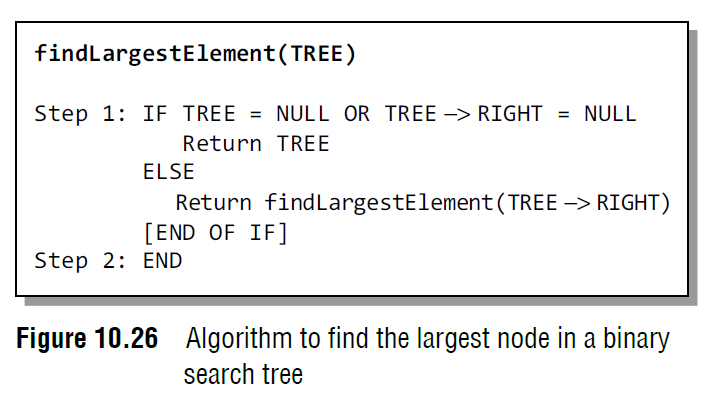 findLargestElement(TREE)
Step 1: IF TREE = NULL OR TREE —> RIGHT = NULL
Return TREE
ELSE
Return findLargestElement(TREE —> RIGHT)
[END OF IF]
Step 2: END
Figure 10.26 Algorithm to find the largest node in a binary
search tree